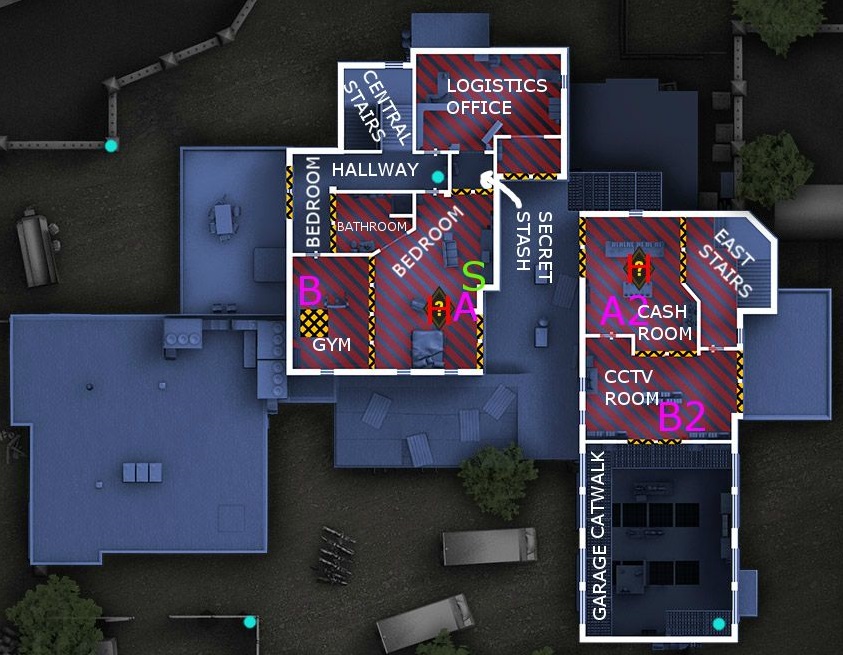 LOGISTICS
OFFICE
CENTRAL
STAIRS
HALLWAY
BEDROOM
BATHROOM
BEDROOM
SECRET
STASH
EAST
STAIRS
B
S
H
?
A
GYM
H
?
A2
CASH
ROOM
CCTV
ROOM
B2
GARAGE CATWALK